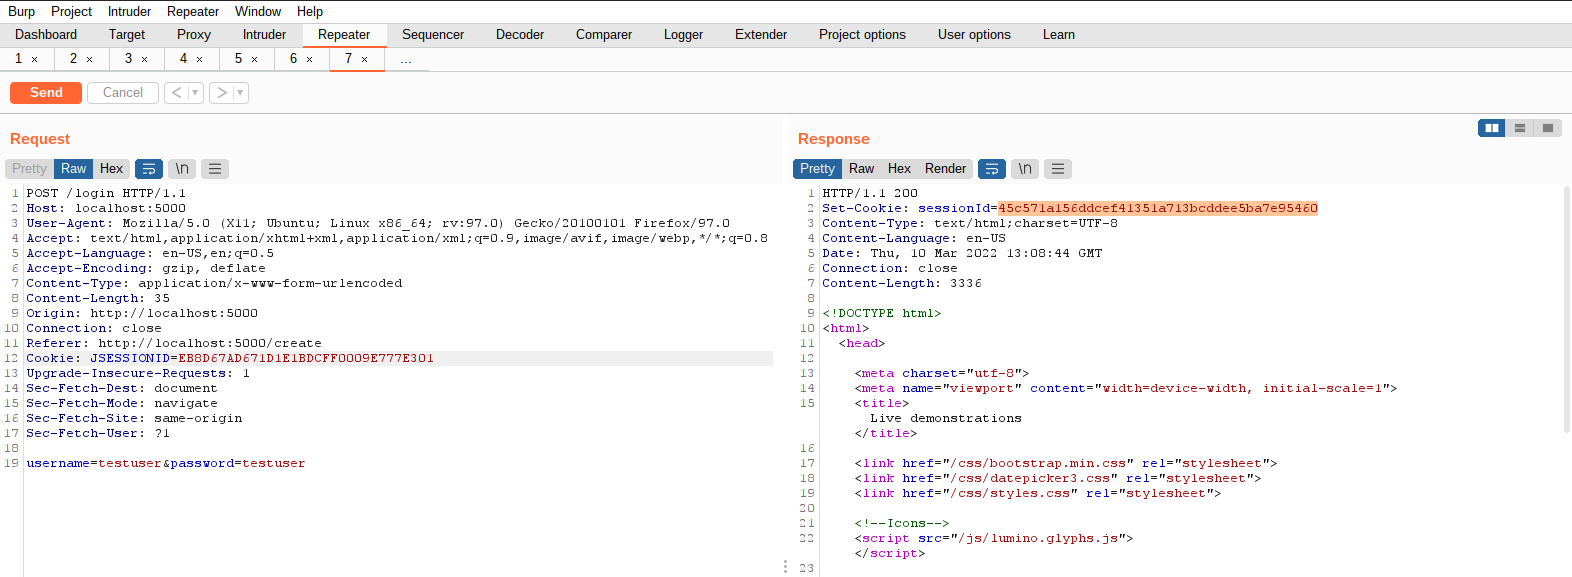 Burp Project Intruder Repeater Window Help
Dashboard Target Proxy Intruder Repeater Sequencer Decoder Comparer Logger Extender Project options User options Learn
1 × 2 × 3 × 4 × 5 × 6 × 7 × ...
Send Cancel < ▼ > ▼
Request
Pretty Raw Hex \n
1 POST /login HTTP/1.1
2 Host: localhost:5000
3 User-Agent: Mozilla/5.0 (X11; Ubuntu; Linux x86_64; rv:97.0) Gecko/20100101 Firefox/97.0
4 Accept: text/html,application/xhtml+xml,application/xml;q=0.9,image/avif,image/webp,*/*;q=0.8
5 Accept-Language: en-US,en;q=0.5
6 Accept-Encoding: gzip, deflate
7 Content-Type: application/x-www-form-urlencoded
8 Content-Length: 35
9 Origin: http://localhost:5000
10 Connection: close
11 Referer: http://localhost:5000/create
12 Cookie: JSESSIONID=EB8D67AD671D1E1BDCFF0009E777E301
13 Upgrade-Insecure-Requests: 1
14 Sec-Fetch-Dest: document
15 Sec-Fetch-Mode: navigate
16 Sec-Fetch-Site: same-origin
17 Sec-Fetch-User: ?1
18
19 username=testuser&password=testuser
Response
Pretty Raw Hex Render \n
1 HTTP/1.1 200
2 Set-Cookie: sessionId=45c571a156ddcef41351a713bcddee5ba7e95460
3 Content-Type: text/html;charset=UTF-8
4 Content-Language: en-US
5 Date: Thu, 10 Mar 2022 13:08:44 GMT
6 Connection: close
7 Content-Length: 3336
8
9 <!DOCTYPE html>
10 <html>
11 <head>
12
13 <meta charset="utf-8">
14 <meta name="viewport" content="width=device-width, initial-scale=1">
15 <title>
Live demonstrations
</title>
16
17 <link href="/css/bootstrap.min.css" rel="stylesheet">
18 <link href="/css/datepicker3.css" rel="stylesheet">
19 <link href="/css/styles.css" rel="stylesheet">
20
21 <!--Icons-->
22 <script src="/js/lumino.glyphs.js">
</script>
23